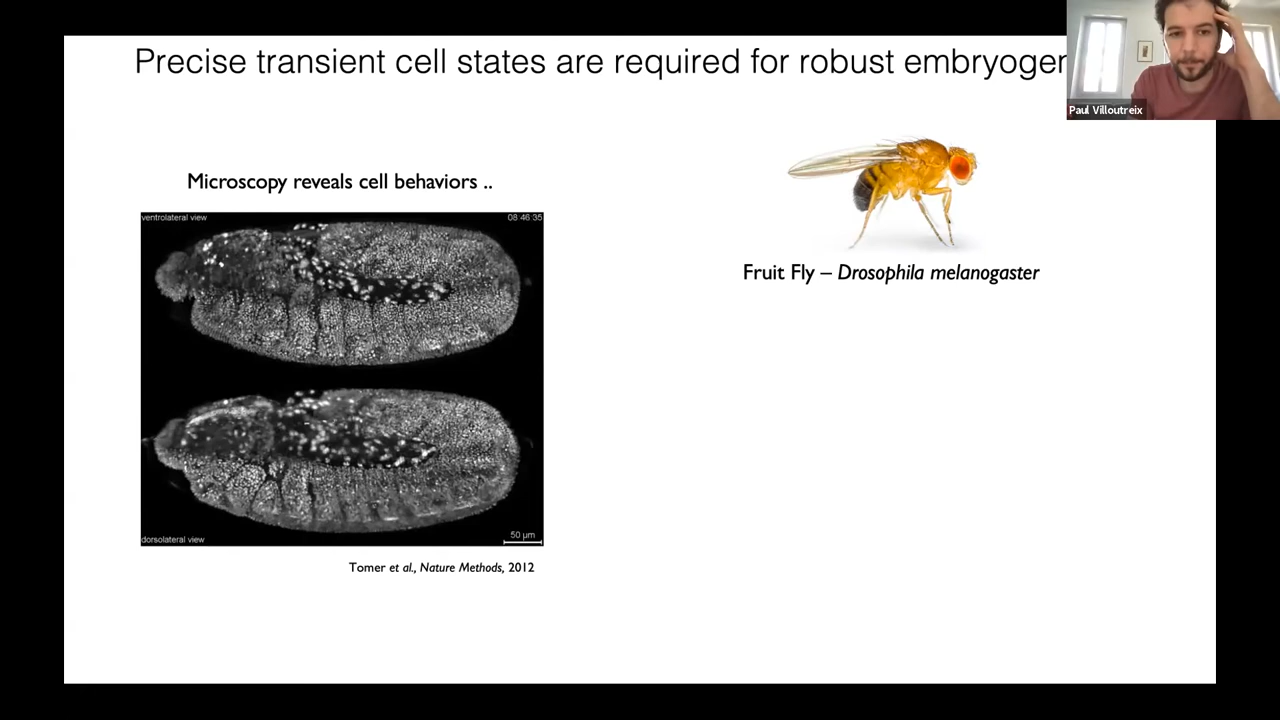 Precise transient cell states are required for robust embryogen
Paul Villoutreix
Microscopy reveals cell behaviors ..
ventrolateral view
08 46:35
dorsolateral view
50 µm
Tomer et al., Nature Methods, 2012
Fruit Fly – Drosophila melanogaster